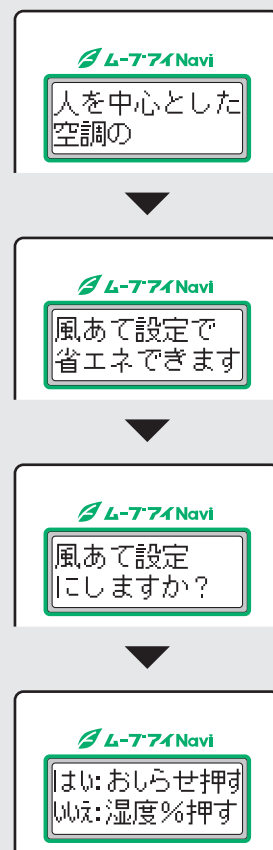 ムーブアイNavi
人を中心とした
空調の
ムーブアイNavi
風あて設定で
省エネできます
ムーブアイNavi
風あて設定
にしますか?
ムーブアイNavi
はい:おしらせ押す
いいえ:湿度%押す